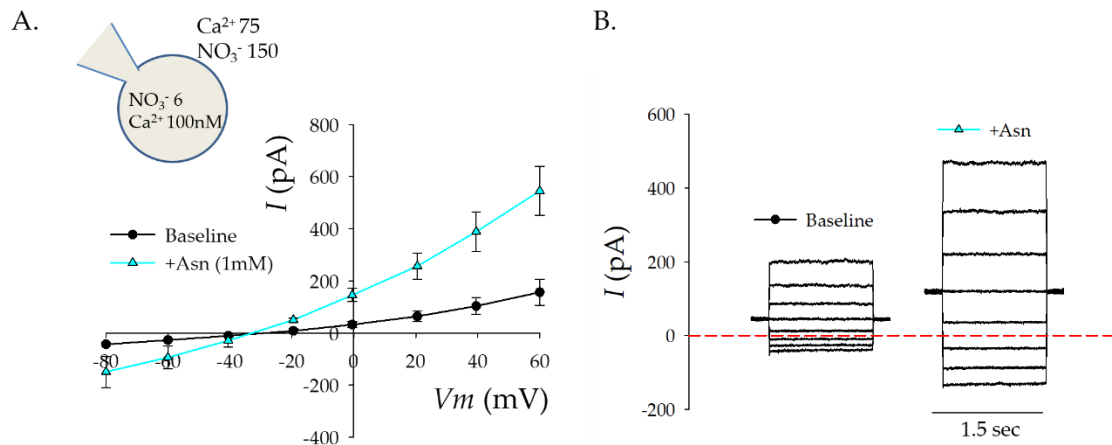 A.
Ca²⁺ 75
NO₃⁻ 150
NO₃⁻ 6
Ca²⁺ 100nM
I (pA)
800
600
400
200
0
-200
-400
-80 -60 -40 -20 0 20 40 60
Vm (mV)
Baseline
+Asn (1mM)
B.
I (pA)
600
400
200
0
-200
Baseline
+Asn
1.5 sec